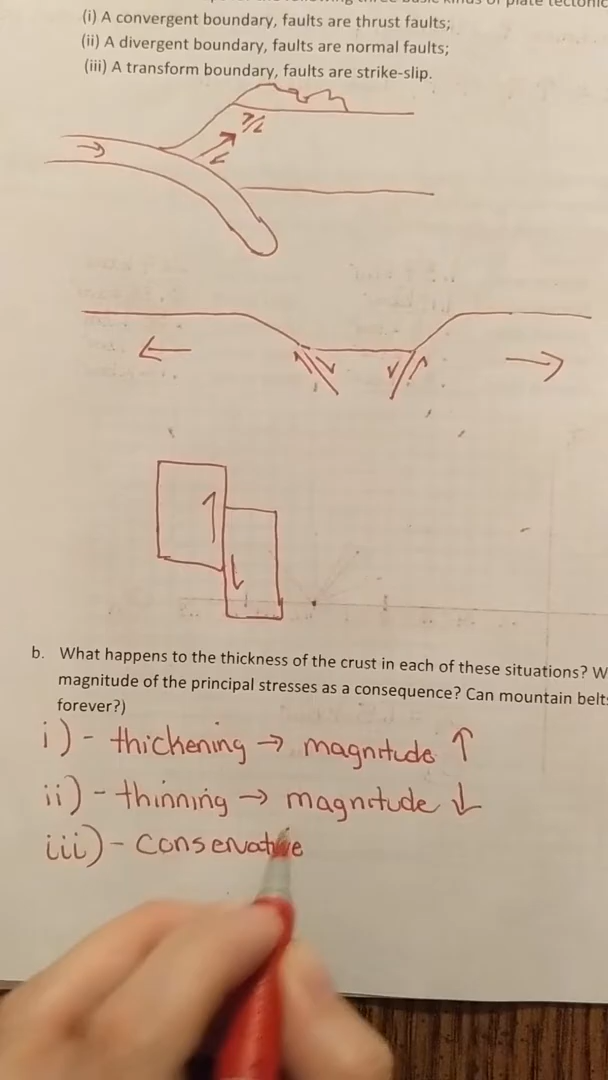 plate tectonic
(i) A convergent boundary, faults are thrust faults;
(ii) A divergent boundary, faults are normal faults;
(iii) A transform boundary, faults are strike-slip.
b. What happens to the thickness of the crust in each of these situations? W
magnitude of the principal stresses as a consequence? Can mountain belts
forever?)
i) - thickening → magnitude ↑
ii) - thinning → magnitude ↓
iii) - conservative